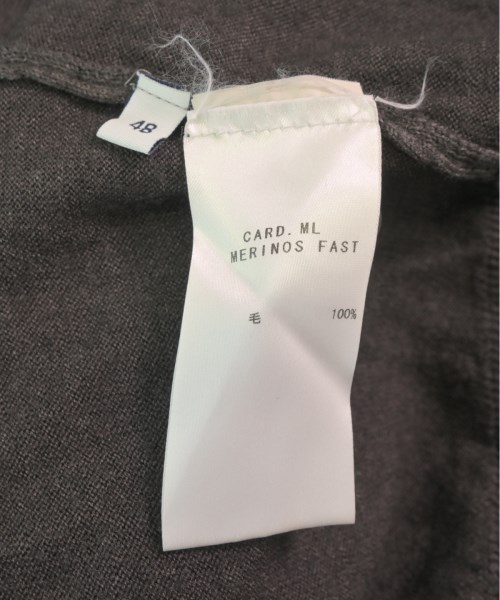 48
CARD. ML
MERINOS FAST
毛 100%